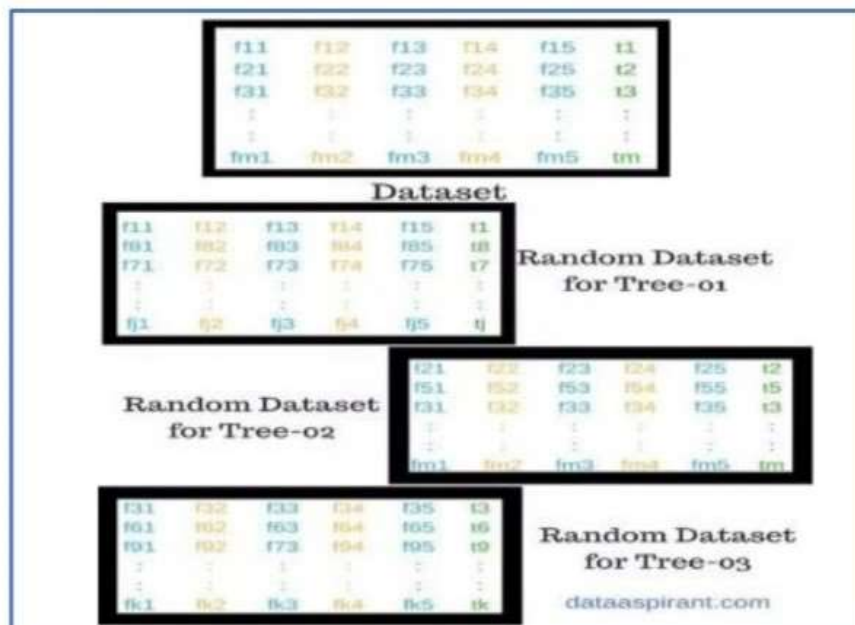 f11 f12 f13 f14 f15 t1
f21 f22 f23 f24 f25 t2
f31 f32 f33 f34 f35 t3
: : : : : :
: : : : : :
fm1 fm2 fm3 fm4 fm5 tm
Dataset
f11 f12 f13 f14 f15 t1
f81 f82 f83 f84 f85 t8
f71 f72 f73 f74 f75 t7
: : : : : :
: : : : : :
fj1 fj2 fj3 fj4 fj5 tj
Random Dataset
for Tree-01
f21 f22 f23 f24 f25 t2
f51 f52 f53 f54 f55 t5
f31 f32 f33 f34 f35 t3
: : : : : :
: : : : : :
fm1 fm2 fm3 fm4 fm5 tm
Random Dataset
for Tree-02
f31 f32 f33 f34 f35 t3
f61 f62 f63 f64 f65 t6
f91 f92 f73 f94 f95 t9
: : : : : :
: : : : : :
fk1 fk2 fk3 fk4 fk5 tk
Random Dataset
for Tree-03
dataaspirant.com